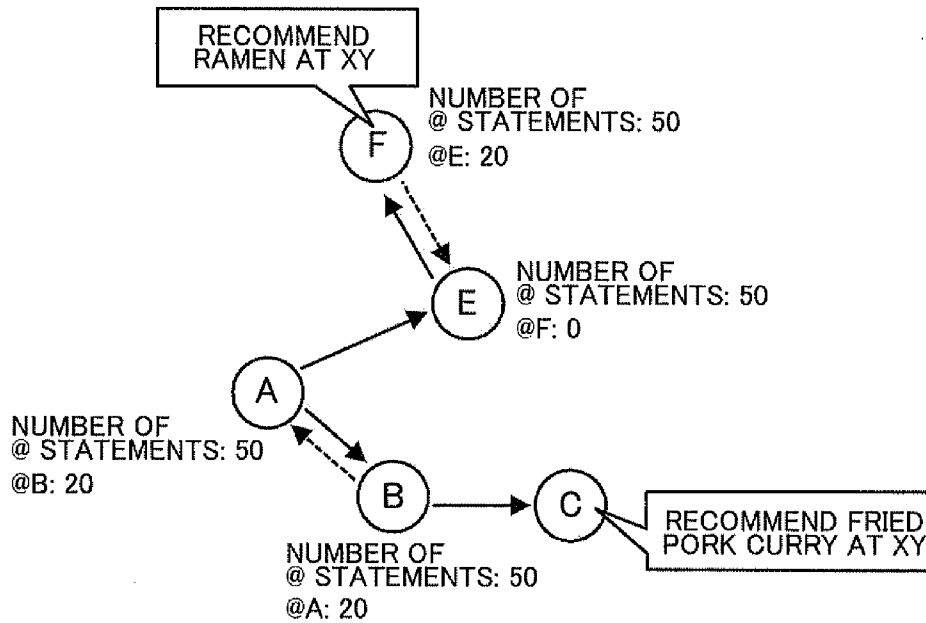 RECOMMEND
RAMEN AT XY
F
NUMBER OF
@ STATEMENTS: 50
@E: 20
E
NUMBER OF
@ STATEMENTS: 50
@F: 0
A
NUMBER OF
@ STATEMENTS: 50
@B: 20
B
NUMBER OF
@ STATEMENTS: 50
@A: 20
C
RECOMMEND FRIED
PORK CURRY AT XY